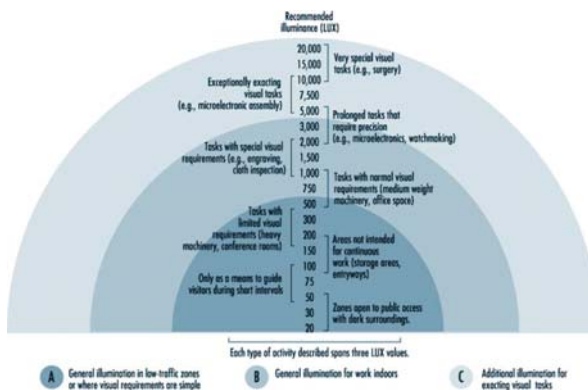 Recommended
illuminance (LUX)
20,000
15,000
10,000
7,500
5,000
3,000
2,000
1,500
1,000
750
500
300
200
150
100
75
50
30
20
Very special visual
tasks (e.g., surgery)
Exceptionally exacting
visual tasks
(e.g., microelectronic assembly)
Prolonged tasks that
require precision
(e.g., microelectronics, watchmaking)
Tasks with special visual
requirements (e.g., engraving,
cloth inspection)
Tasks with normal visual
requirements (medium weight
machinery, office space)
Tasks with
limited visual
requirements (heavy
machinery, conference rooms)
Areas not intended
for continuous
work (storage areas,
entryways)
Only as a means to guide
visitors during short intervals
Zones open to public access
with dark surroundings.
Each type of activity described spans three LUX values.
A General illumination in low-traffic zones
or where visual requirements are simple
B General illumination for work indoors
C Additional illumination for
exacting visual tasks